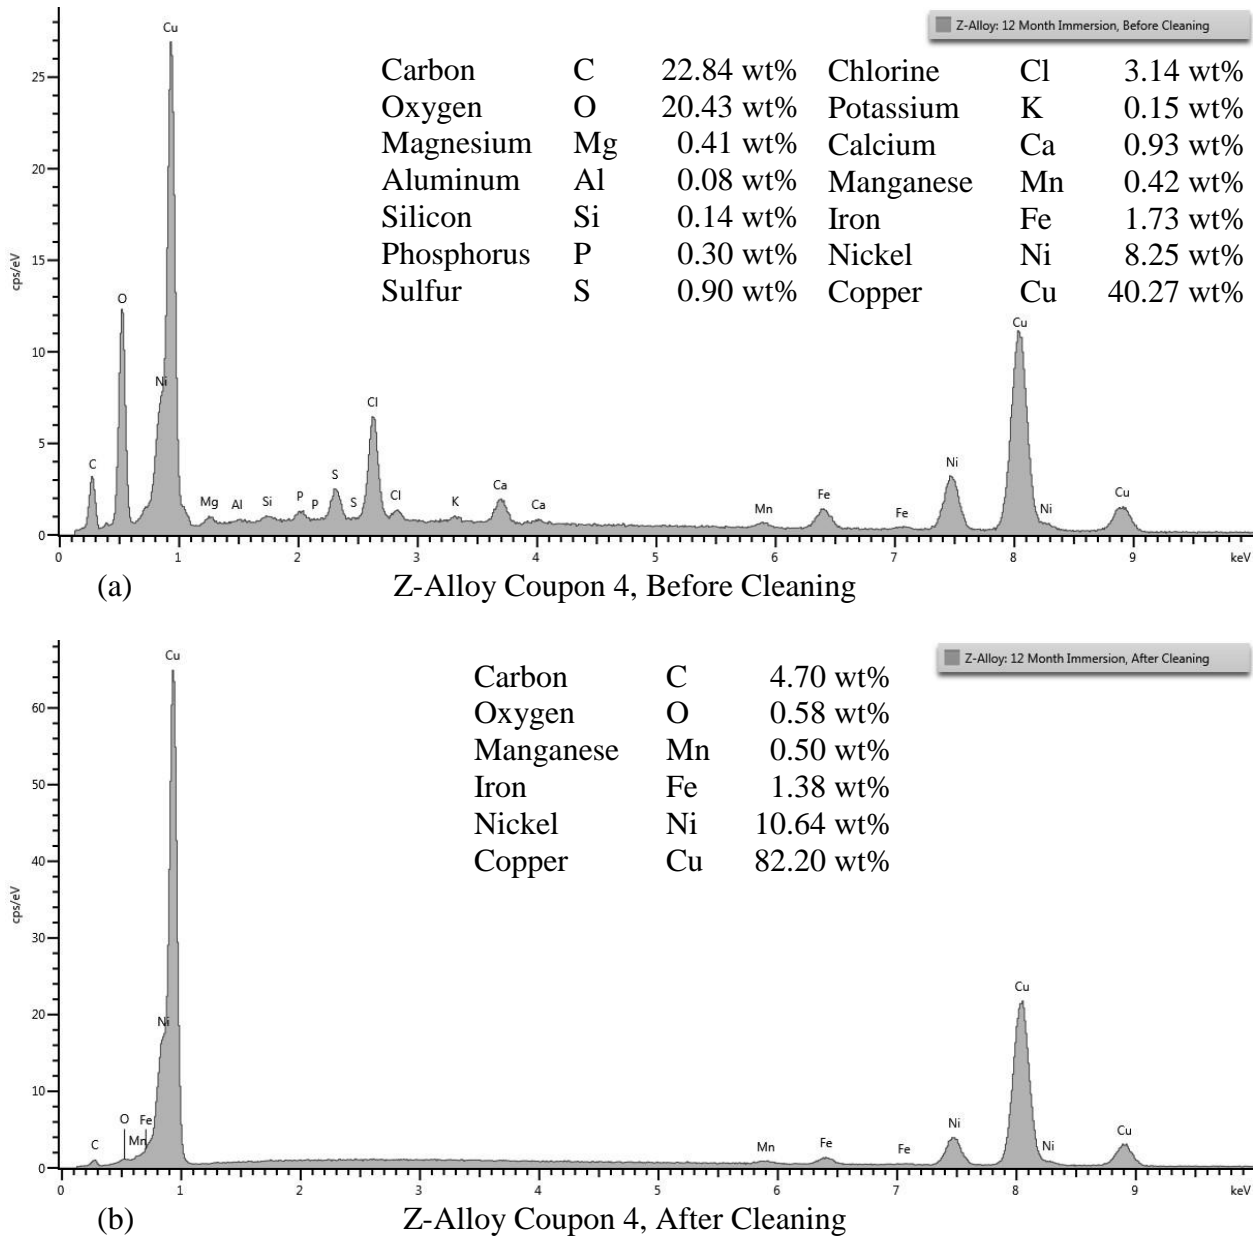 Z-Alloy: 12 Month Immersion, Before Cleaning
Carbon C 22.84 wt% Chlorine Cl 3.14 wt%
Oxygen O 20.43 wt% Potassium K 0.15 wt%
Magnesium Mg 0.41 wt% Calcium Ca 0.93 wt%
Aluminum Al 0.08 wt% Manganese Mn 0.42 wt%
Silicon Si 0.14 wt% Iron Fe 1.73 wt%
Phosphorus P 0.30 wt% Nickel Ni 8.25 wt%
Sulfur S 0.90 wt% Copper Cu 40.27 wt%
cps/eV
25
20
15
10
5
0
C O Ni Cu Mg Al Si P P S S Cl Cl K Ca Ca Mn Fe Fe Ni Cu Ni Cu
0 1 2 3 4 5 6 7 8 9 keV
(a) Z-Alloy Coupon 4, Before Cleaning
Z-Alloy: 12 Month Immersion, After Cleaning
Carbon C 4.70 wt%
Oxygen O 0.58 wt%
Manganese Mn 0.50 wt%
Iron Fe 1.38 wt%
Nickel Ni 10.64 wt%
Copper Cu 82.20 wt%
cps/eV
60
50
40
30
20
10
0
C O Mn Fe Ni Cu Mn Fe Fe Ni Cu Ni Cu
0 1 2 3 4 5 6 7 8 9 keV
(b) Z-Alloy Coupon 4, After Cleaning